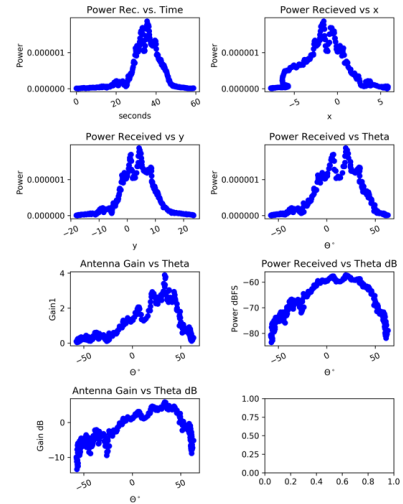 Power Rec. vs. Time
Power
0.000001
0.000000
0 20 40 60
seconds
Power Recieved vs x
Power
0.000001
0.000000
−5 0 5
x
Power Received vs y
Power
0.000001
0.000000
−20 −10 0 10 20
y
Power Received vs Theta
Power
0.000001
0.000000
−50 0 50
Θ°
Antenna Gain vs Theta
Gain1
4
2
0
−50 0 50
Θ°
Power Received vs Theta dB
Power dBFS
−60
−70
−80
−50 0 50
Θ°
Antenna Gain vs Theta dB
Gain dB
0
−10
−50 0 50
Θ°
1.00
0.75
0.50
0.25
0.00
0.0 0.2 0.4 0.6 0.8 1.0